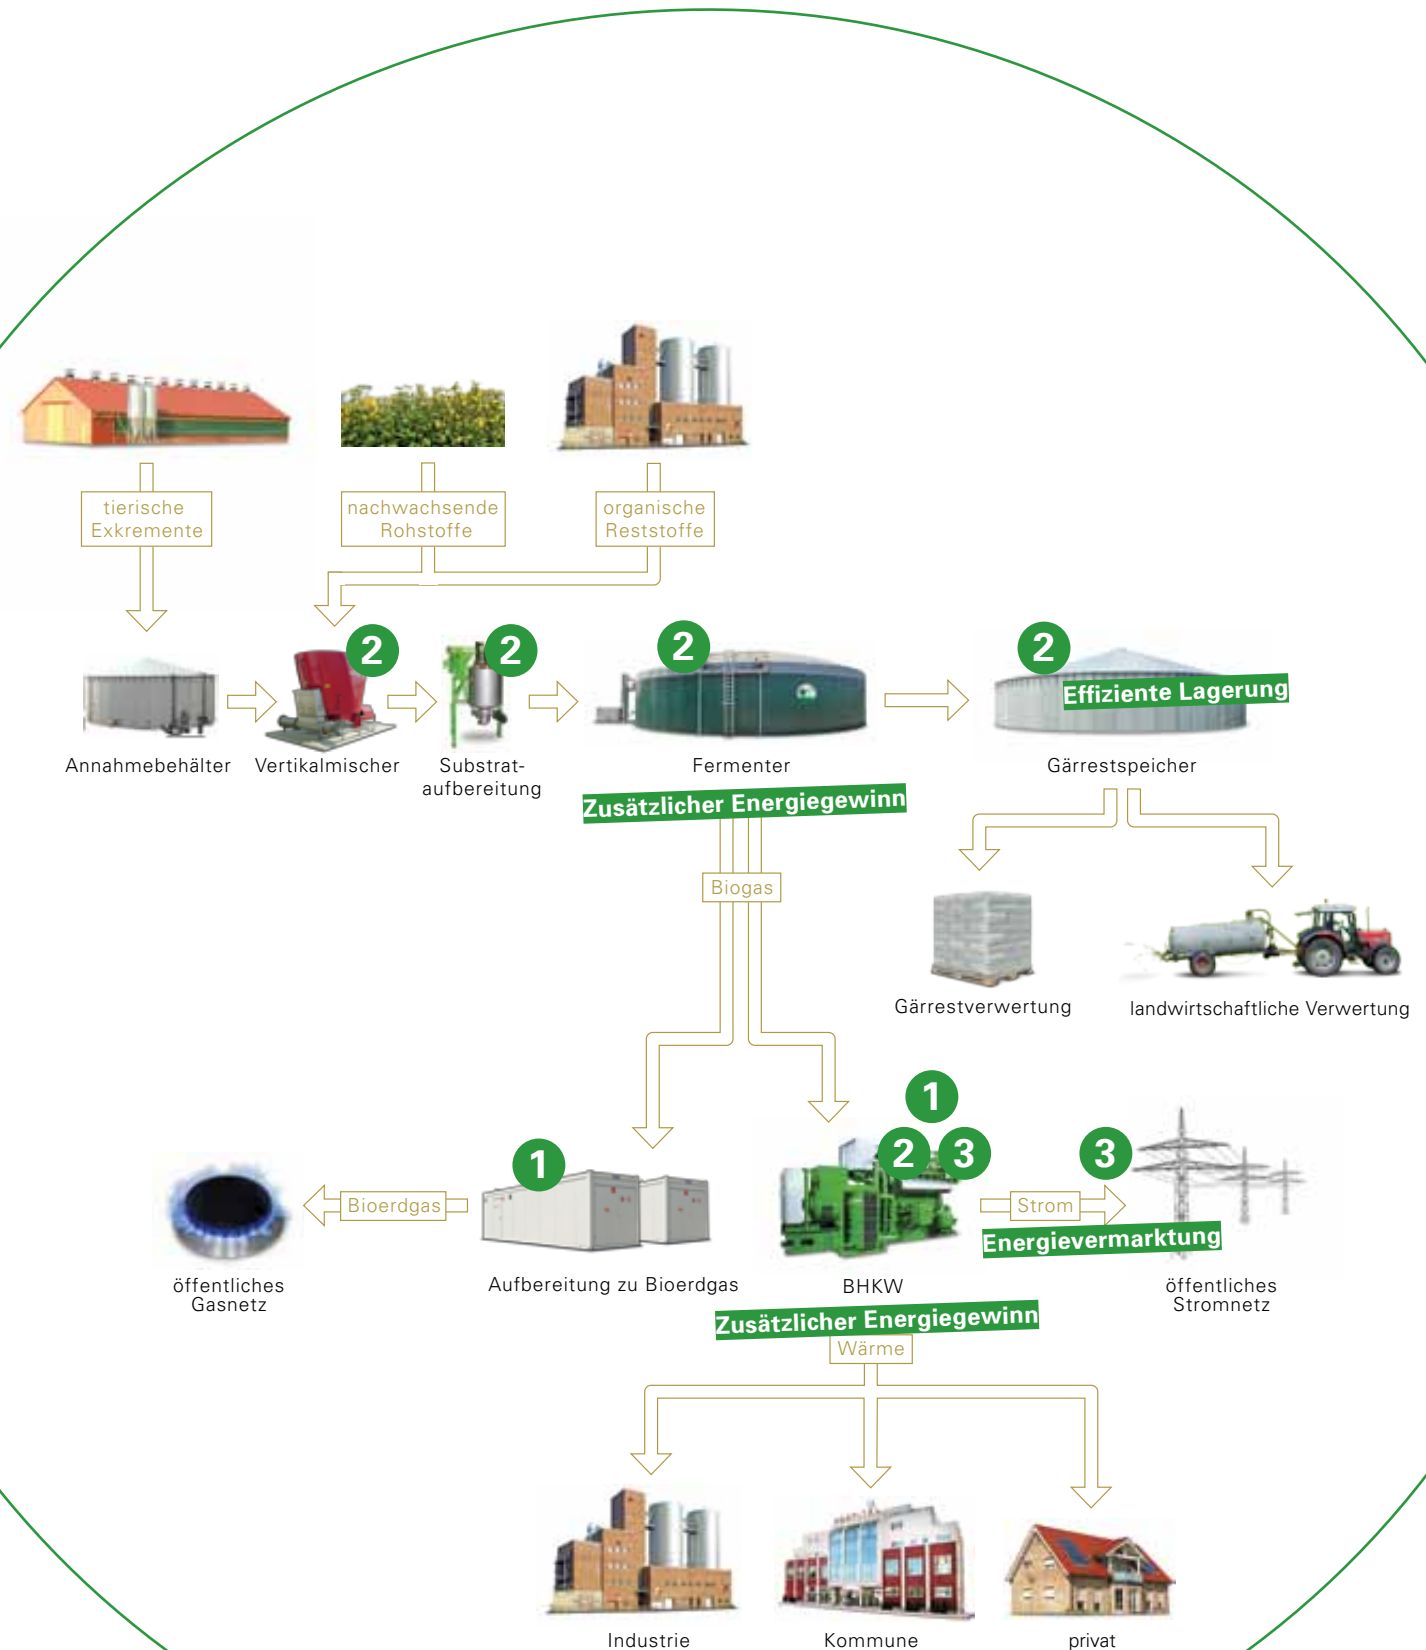 tierische
Exkremente
nachwachsende
Rohstoffe
organische
Reststoffe
2
2
2
2
Effiziente Lagerung
Annahmebehälter
Vertikalmischer
Substrat-
aufbereitung
Fermenter
Gärrestspeicher
Zusätzlicher Energiegewinn
Biogas
Gärrestverwertung
landwirtschaftliche Verwertung
1
1
2
3
3
Bioerdgas
Strom
Energievermarktung
öffentliches
Gasnetz
Aufbereitung zu Bioerdgas
BHKW
öffentliches
Stromnetz
Zusätzlicher Energiegewinn
Wärme
Industrie
Kommune
privat